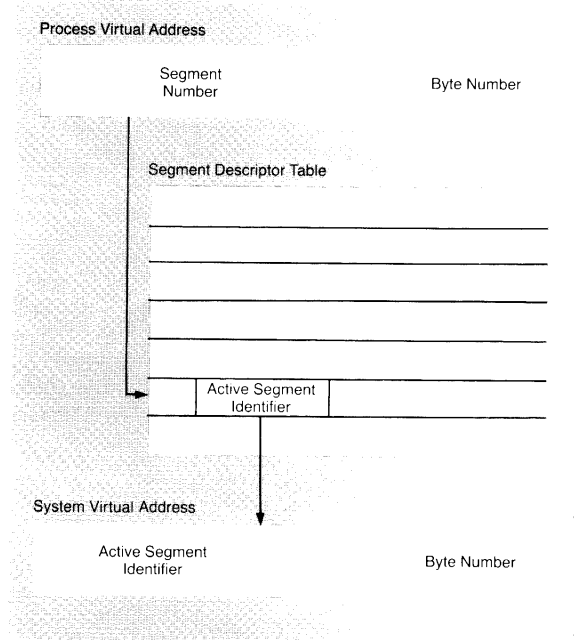 Process Virtual Address
Segment
Number
Byte Number
Segment Descriptor Table
Active Segment
Identifier
System Virtual Address
Active Segment
Identifier
Byte Number